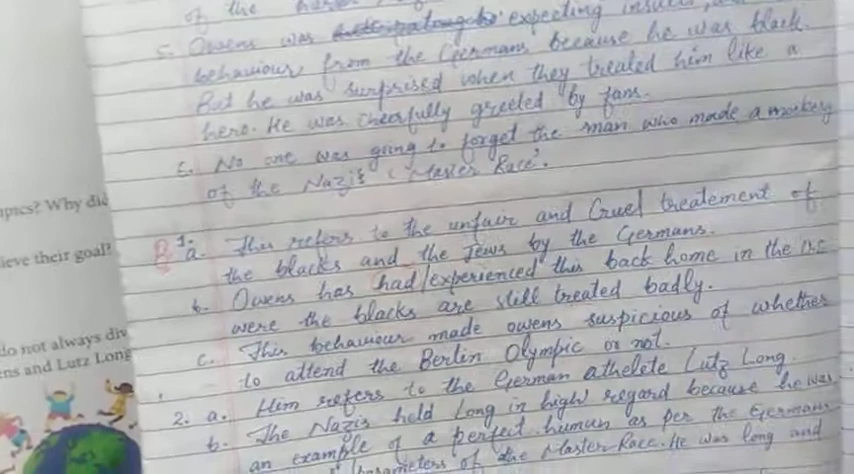 of the
5. Owens was expecting insults,
behaviour from the Germans because he was black.
But he was surprised when they treated him like a
hero. He was cheerfully greeted by fans.
6. No one was going to forget the man who made a mockery
of the Nazi's 'Master Race'.
B. 1. a. This refers to the unfair and Cruel treatement of
the blacks and the Jews by the Germans.
b. Owens has had/experienced this back home in the
were the blacks are still treated badly.
c. This behaviour made owens suspicious of whether
to attend the Berlin Olympic or not.
2. a. Him refers to the German athelete Lutz Long.
b. The Nazis held Long in high regard because he was
an example of a perfect human as per the Germans
parameters of the Master Race. He was long and
mpics? Why did
ieve their goal?
do not always div
ens and Lutz Long